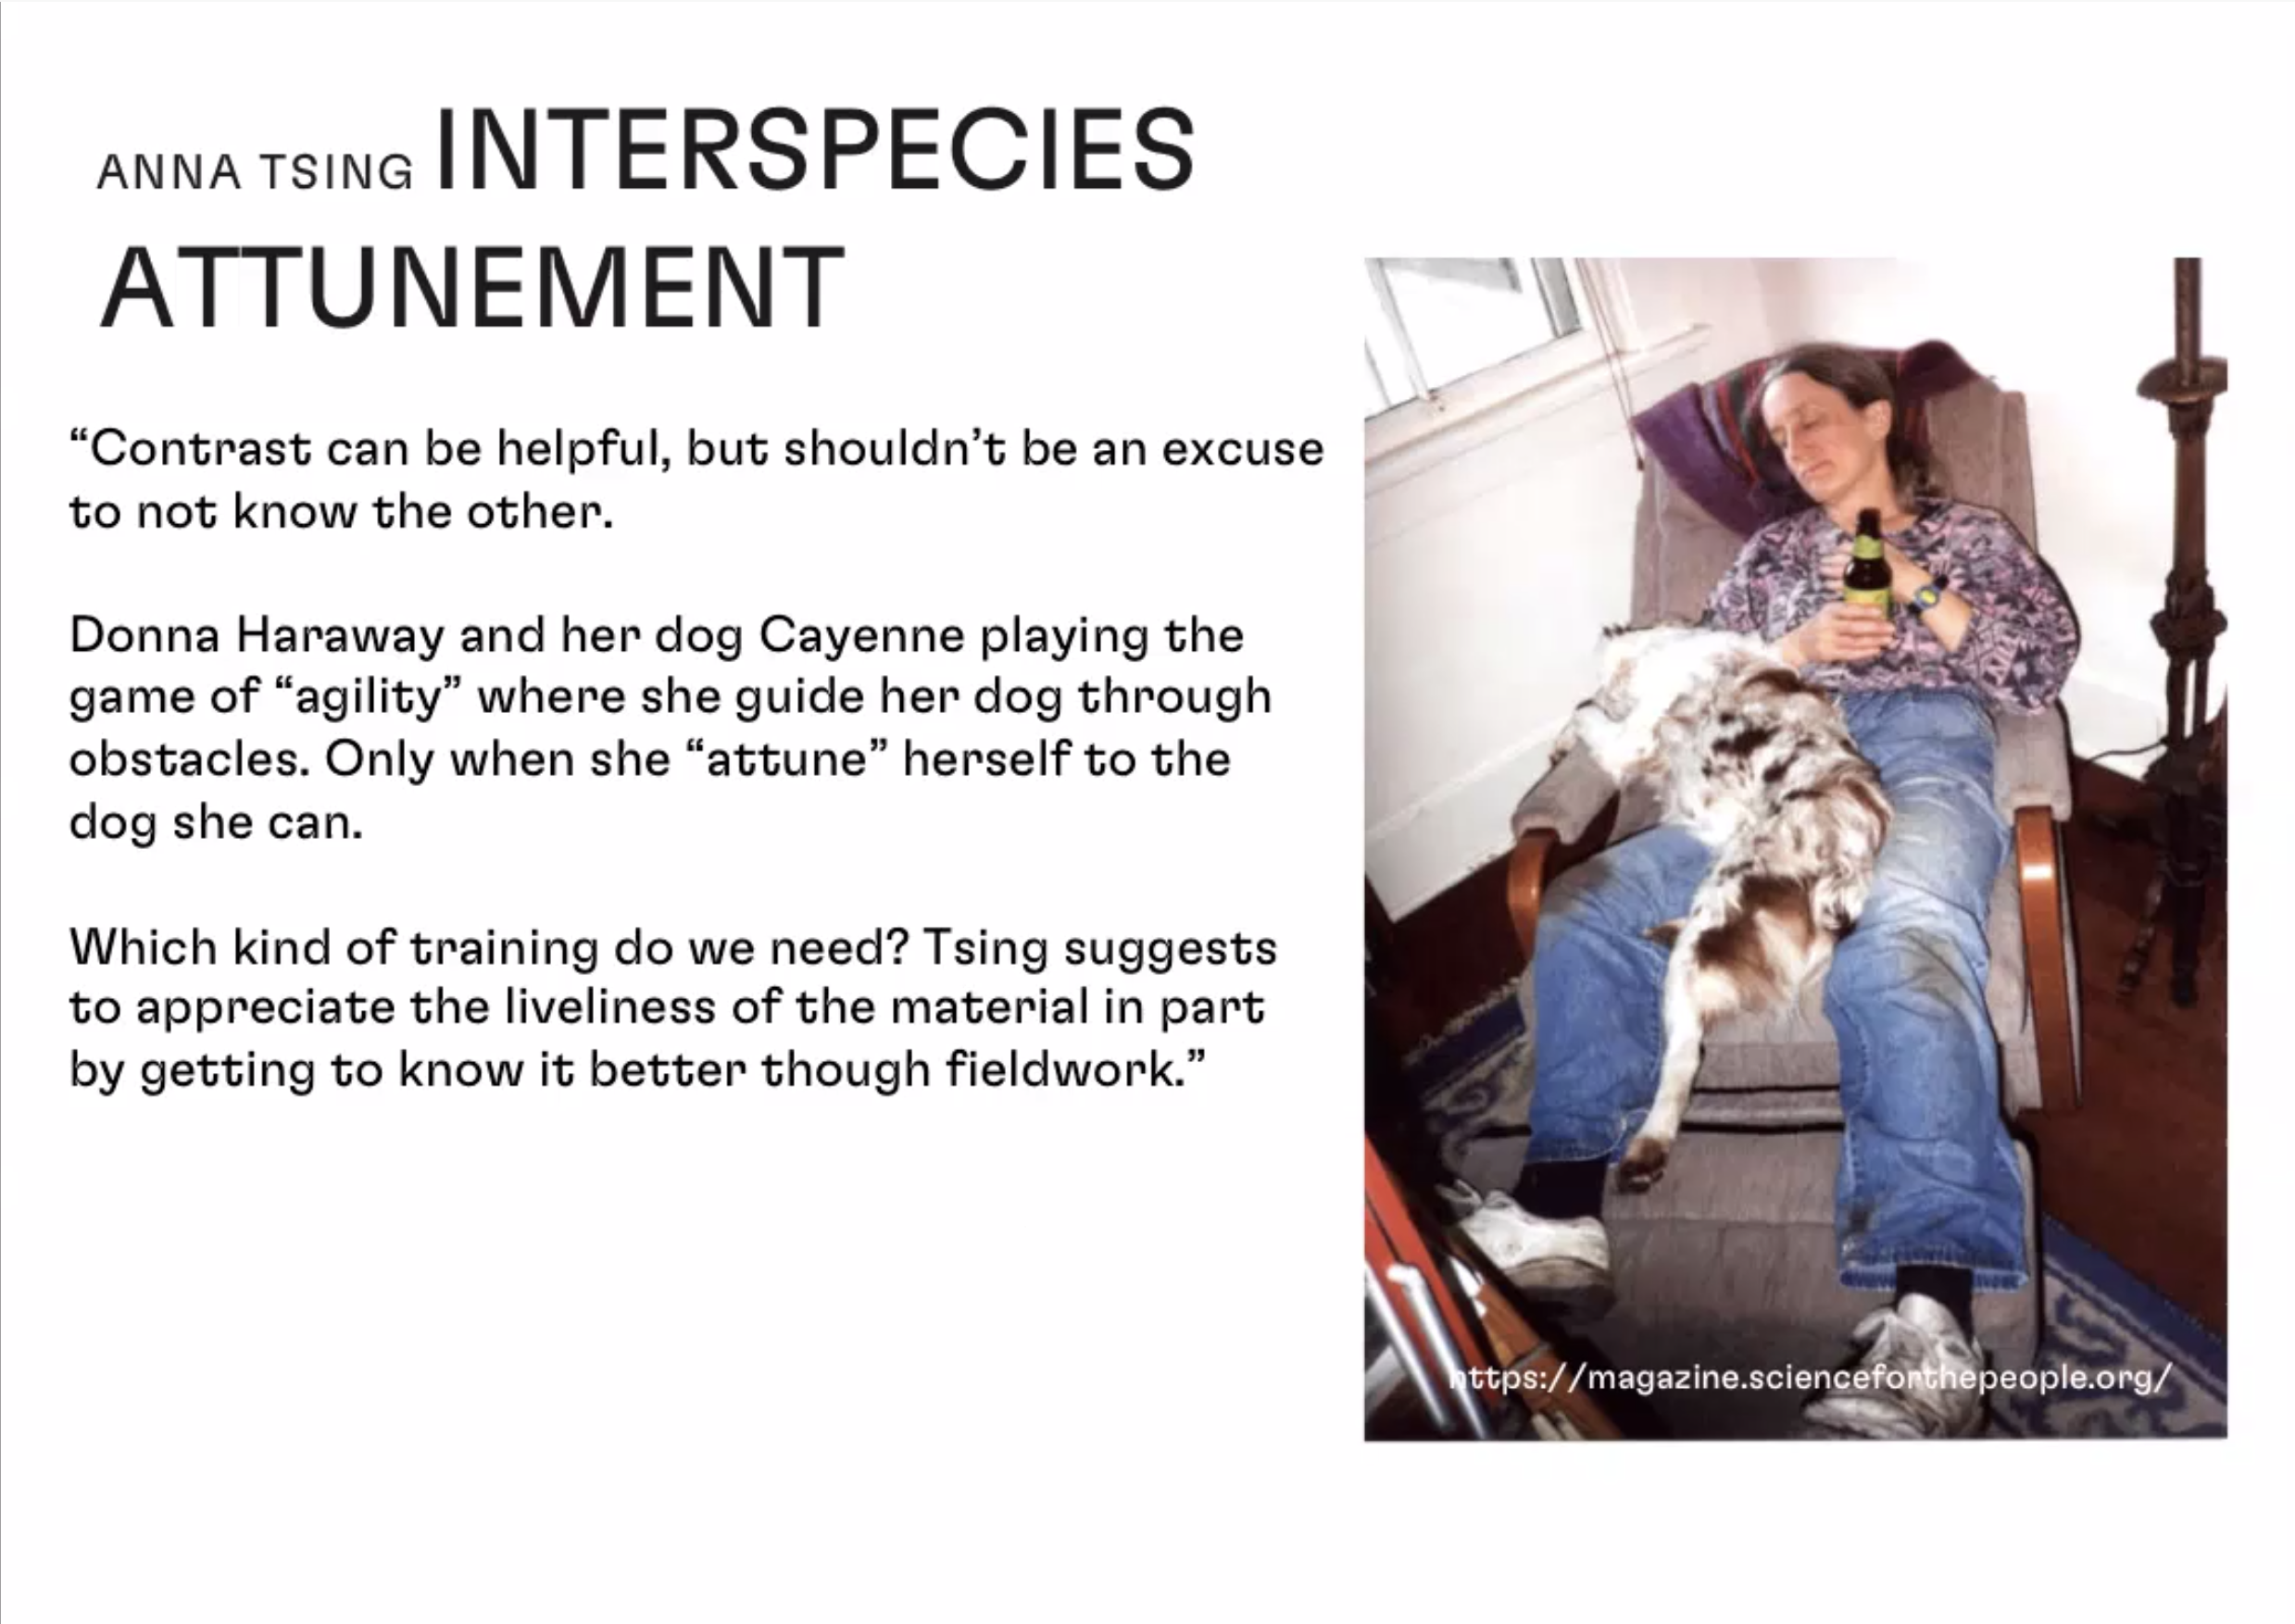 ANNA TSING INTERSPECIES
ATTUNEMENT
“Contrast can be helpful, but shouldn’t be an excuse
to not know the other.
Donna Haraway and her dog Cayenne playing the
game of “agility” where she guide her dog through
obstacles. Only when she “attune” herself to the
dog she can.
Which kind of training do we need? Tsing suggests
to appreciate the liveliness of the material in part
by getting to know it better though fieldwork.”
https://magazine.scienceforthepeople.org/